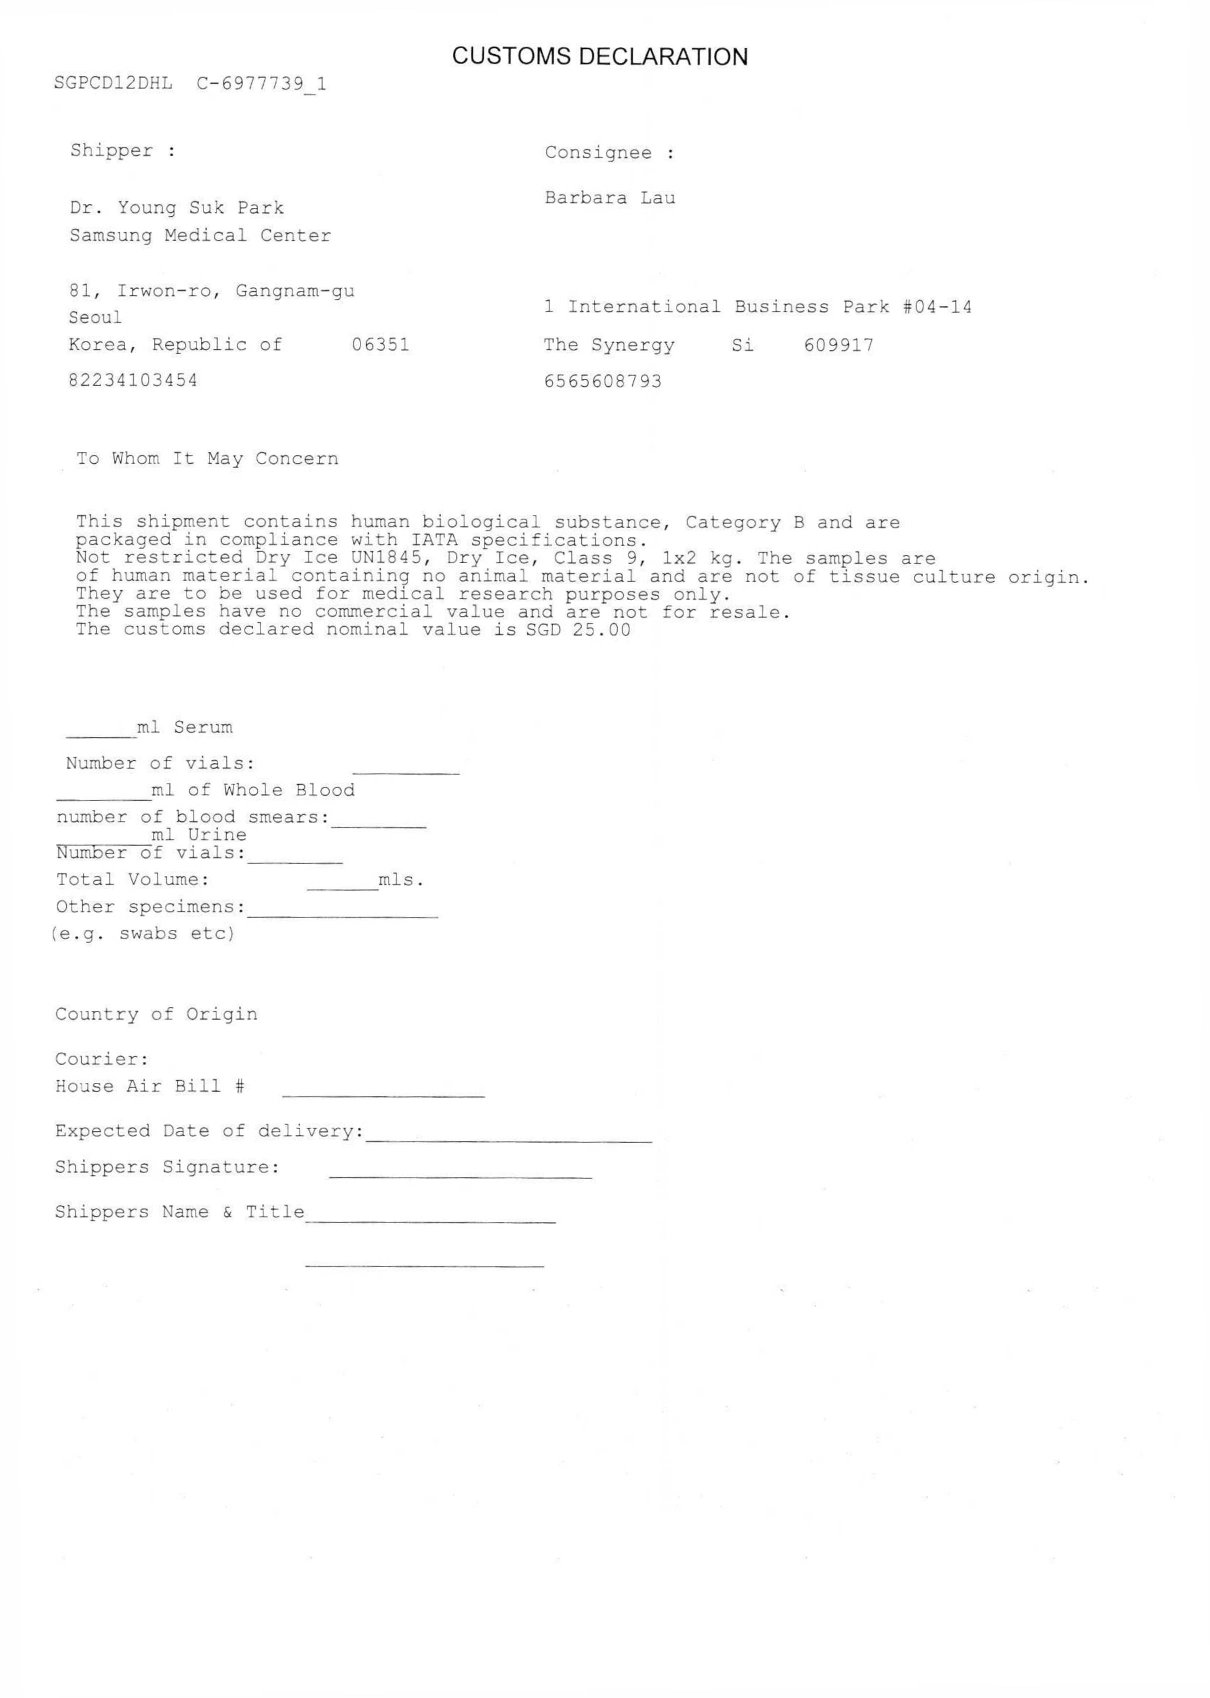 CUSTOMS DECLARATION
SGPCD12DHL C-6977739_1
Shipper :
Dr. Young Suk Park
Samsung Medical Center
81, Irwon-ro, Gangnam-gu
Seoul
Korea, Republic of 06351
82234103454
Consignee :
Barbara Lau
1 International Business Park #04-14
The Synergy Si 609917
6565608793
To Whom It May Concern
This shipment contains human biological substance, Category B and are
packaged in compliance with IATA specifications.
Not restricted Dry Ice UN1845, Dry Ice, Class 9, 1x2 kg. The samples are
of human material containing no animal material and are not of tissue culture origin.
They are to be used for medical research purposes only.
The samples have no commercial value and are not for resale.
The customs declared nominal value is SGD 25.00
______ml Serum
Number of vials: _________
________ml of Whole Blood
number of blood smears:________
________ml Urine
Number of vials:________
Total Volume: ______mls.
Other specimens:________________
(e.g. swabs etc)
Country of Origin
Courier:
House Air Bill # _________________
Expected Date of delivery:________________________
Shippers Signature: ______________________
Shippers Name & Title_____________________
____________________